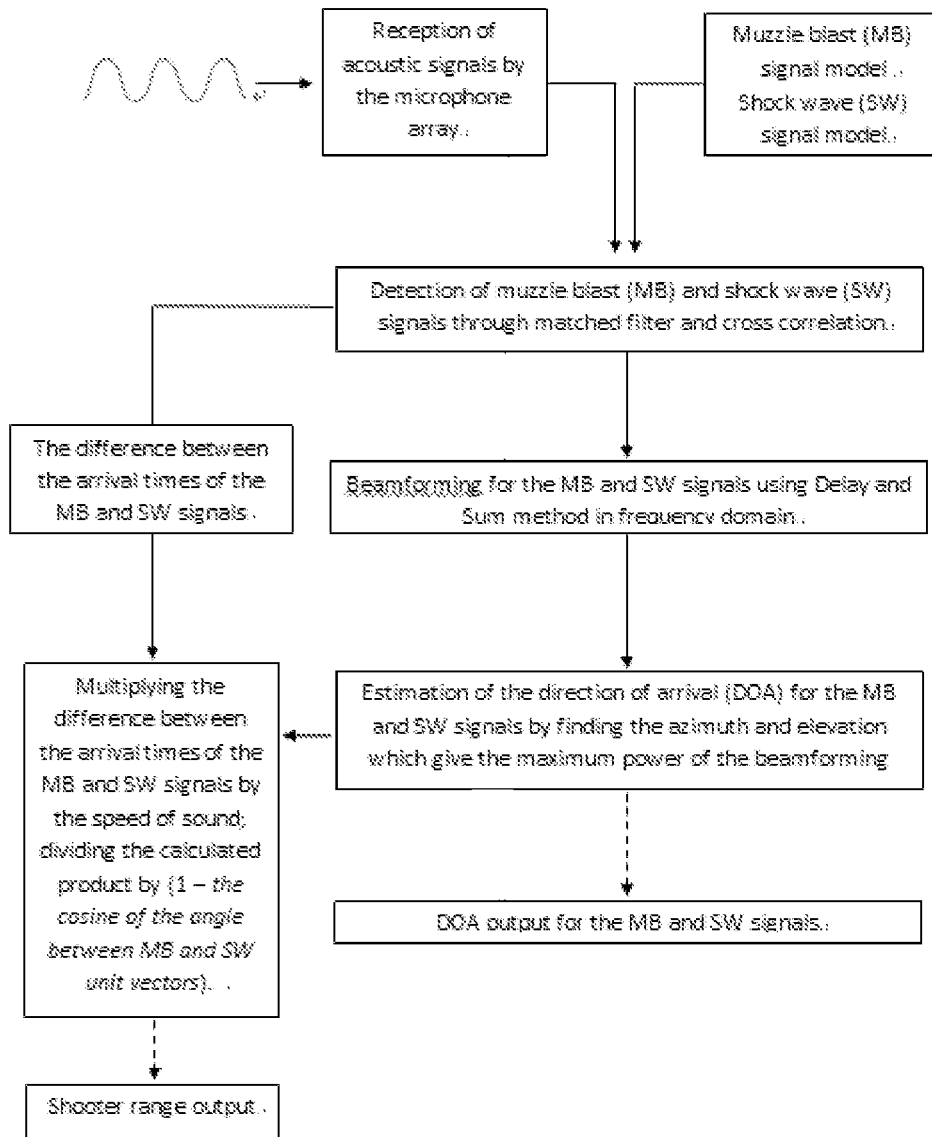 Reception of
acoustic signals by
the microphone
array.
Muzzle blast (MB)
signal model.
Shock wave (SW)
signal model.
Detection of muzzle blast (MB) and shock wave (SW)
signals through matched filter and cross correlation.
The difference between
the arrival times of the
MB and SW signals.
Beamforming for the MB and SW signals using Delay and
Sum method in frequency domain.
Multiplying the
difference between
the arrival times of the
MB and SW signals by
the speed of sound;
dividing the calculated
product by (1 – the
cosine of the angle
between MB and SW
unit vectors).
Estimation of the direction of arrival (DOA) for the MB
and SW signals by finding the azimuth and elevation
which give the maximum power of the beamforming
DOA output for the MB and SW signals.
Shooter range output.